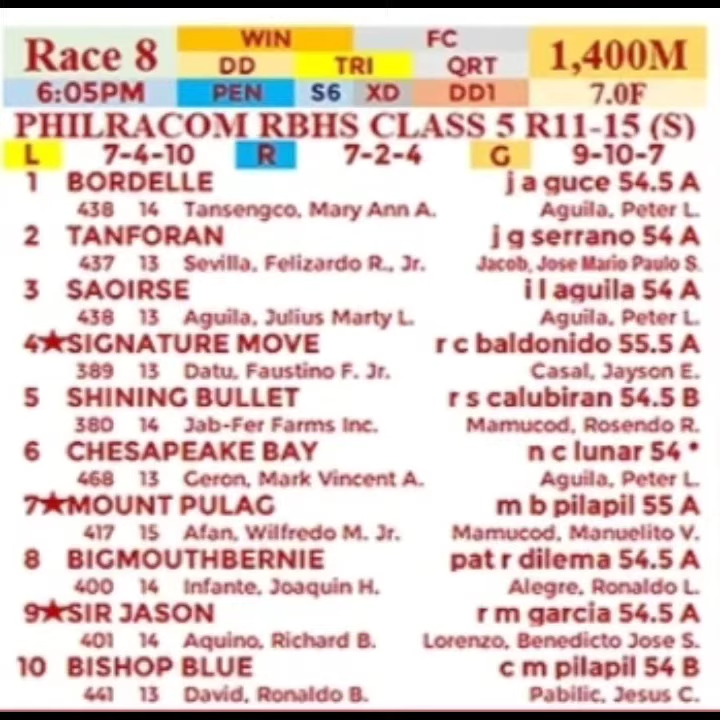 Race 8 WIN FC 1,400M
DD TRI QRT
6:05PM PEN S6 XD DD1 7.0F
PHILRACOM RBHS CLASS 5 R11-15 (S)
L 7-4-10 R 7-2-4 G 9-10-7
1 BORDELLE j a guce 54.5 A
438 14 Tansengco, Mary Ann A. Aguila, Peter L.
2 TANFORAN j g serrano 54 A
437 13 Sevilla, Felizardo R., Jr. Jacob, Jose Mario Paulo S.
3 SAOIRSE i l aguila 54 A
438 13 Aguila, Julius Marty L. Aguila, Peter L.
4★SIGNATURE MOVE r c baldonido 55.5 A
389 13 Datu, Faustino F. Jr. Casal, Jayson E.
5 SHINING BULLET r s calubiran 54.5 B
380 14 Jab-Fer Farms Inc. Mamucod, Rosendo R.
6 CHESAPEAKE BAY n c lunar 54 *
468 13 Geron, Mark Vincent A. Aguila, Peter L.
7★MOUNT PULAG m b pilapil 55 A
417 15 Afan, Wilfredo M. Jr. Mamucod, Manuelito V.
8 BIGMOUTHBERNIE pat r dilema 54.5 A
400 14 Infante, Joaquin H. Alegre, Ronaldo L.
9★SIR JASON r m garcia 54.5 A
401 14 Aquino, Richard B. Lorenzo, Benedicto Jose S.
10 BISHOP BLUE c m pilapil 54 B
441 13 David, Ronaldo B. Pabilic, Jesus C.